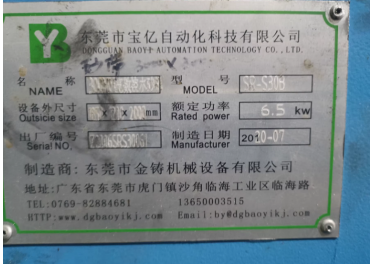 东莞市宝亿自动化科技有限公司
DONGGUAN BAOYI AUTOMATION TECHNOLOGY CO.,LTD.
名称 型号
NAME MODEL
设备外尺寸 mm 额定功率 6.5 kw
Outsicie size Rated power
出厂编号 制造日期 2010-07
Serial NO. Manufacturer
制造商:东莞市金铸机械设备有限公司
地址:广东省东莞市虎门镇沙角临海工业区临海路
TEL:0769-82884681 13650003515
HTTP:www.dgbaoyikj.com Email:by@dgbaoyikj.com